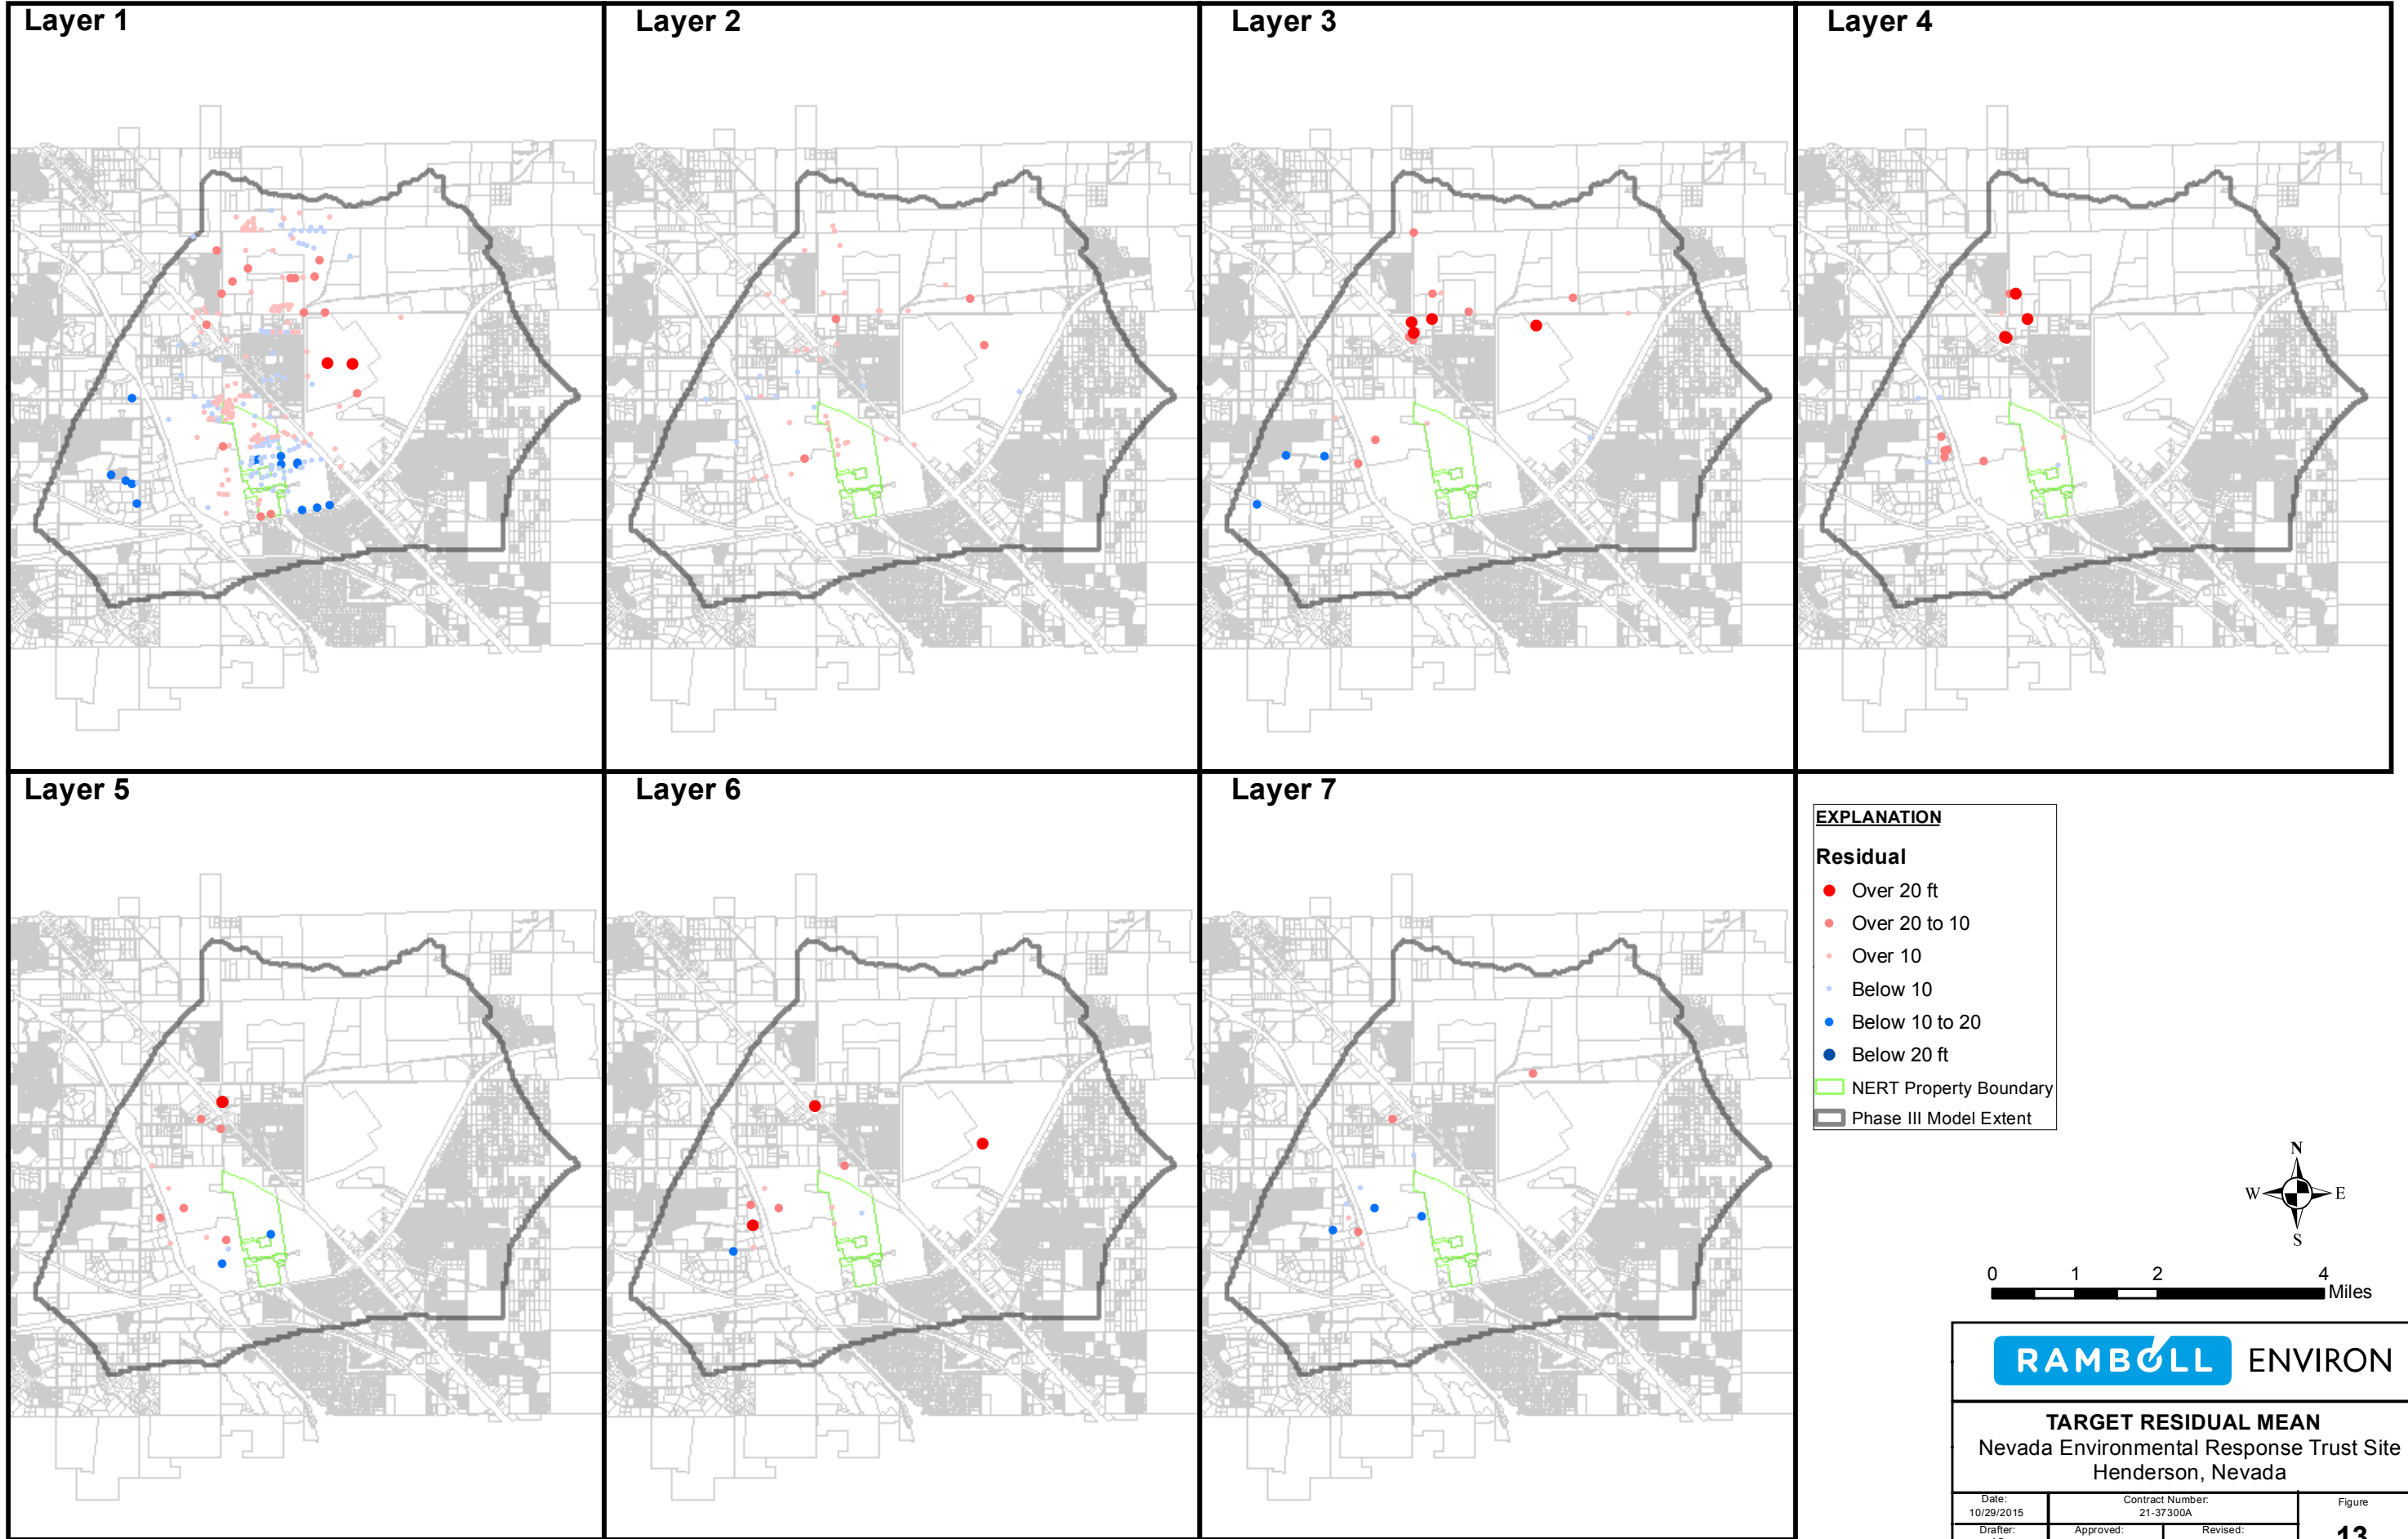 Layer 1
Layer 2
Layer 3
Layer 4
Layer 5
Layer 6
Layer 7
EXPLANATION
Residual
Over 20 ft
Over 20 to 10
Over 10
Below 10
Below 10 to 20
Below 20 ft
NERT Property Boundary
Phase III Model Extent
N
W E
S
0 1 2 4
Miles
RAMBOLL ENVIRON
TARGET RESIDUAL MEAN
Nevada Environmental Response Trust Site
Henderson, Nevada
Date:
10/29/2015
Contract Number:
21-37300A
Figure
13
Drafter:
Approved:
Revised: